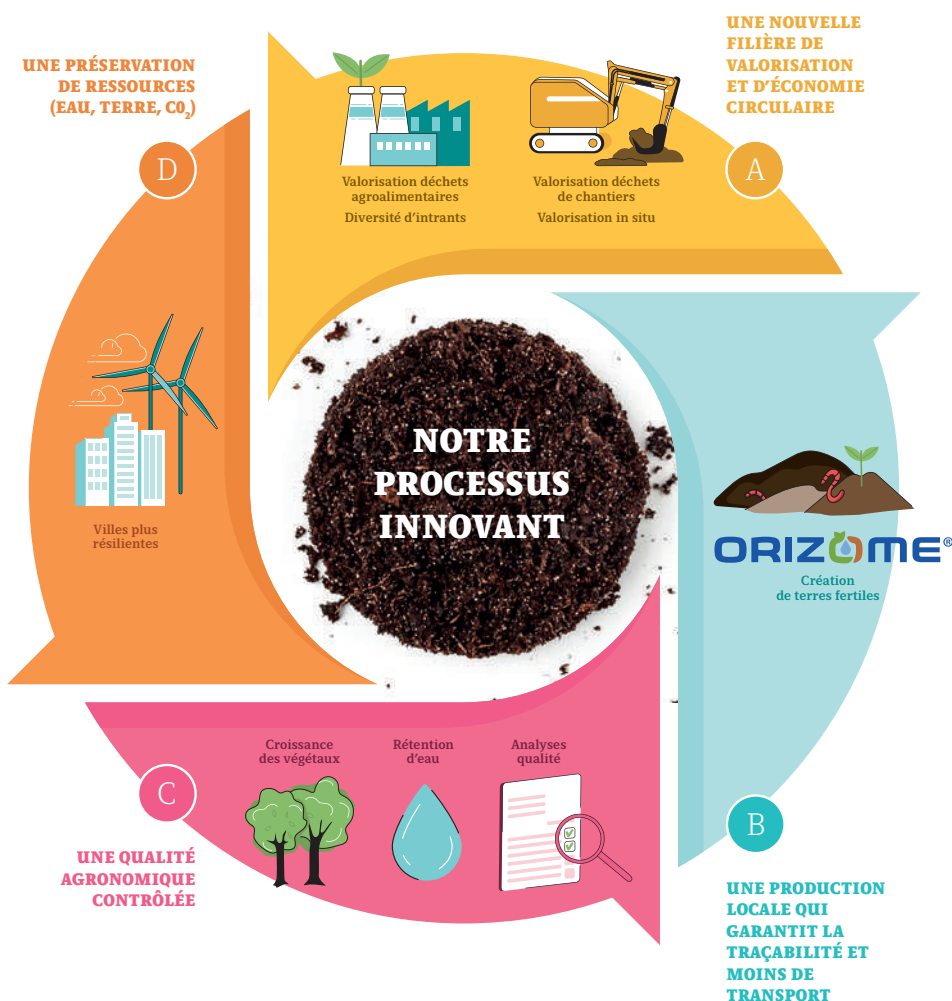 UNE NOUVELLE
FILIÈRE DE
VALORISATION
ET D'ÉCONOMIE
CIRCULAIRE
A
Valorisation déchets
agroalimentaires
Diversité d'intrants
Valorisation déchets
de chantiers
Valorisation in situ
UNE PRÉSERVATION
DE RESSOURCES
(EAU, TERRE, CO₂)
D
Villes plus
résilientes
NOTRE
PROCESSUS
INNOVANT
ORIZOME®
Création
de terres fertiles
B
UNE PRODUCTION
LOCALE QUI
GARANTIT LA
TRAÇABILITÉ ET
MOINS DE
TRANSPORT
Croissance
des végétaux
Rétention
d'eau
Analyses
qualité
C
UNE QUALITÉ
AGRONOMIQUE
CONTRÔLÉE